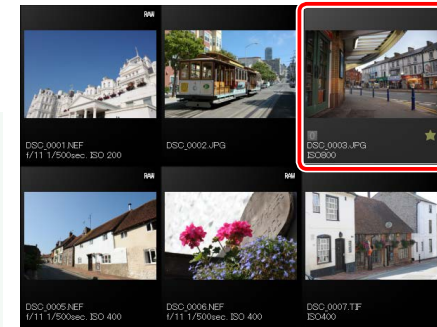 RAW
DSC_0001.NEF
f/11 1/500sec. ISO 200
DSC_0002.JPG
DSC_0003.JPG
ISO800
RAW
DSC_0005.NEF
f/11 1/500sec. ISO 400
RAW
DSC_0006.NEF
f/11 1/500sec. ISO 400
DSC_0007.TIF
ISO400